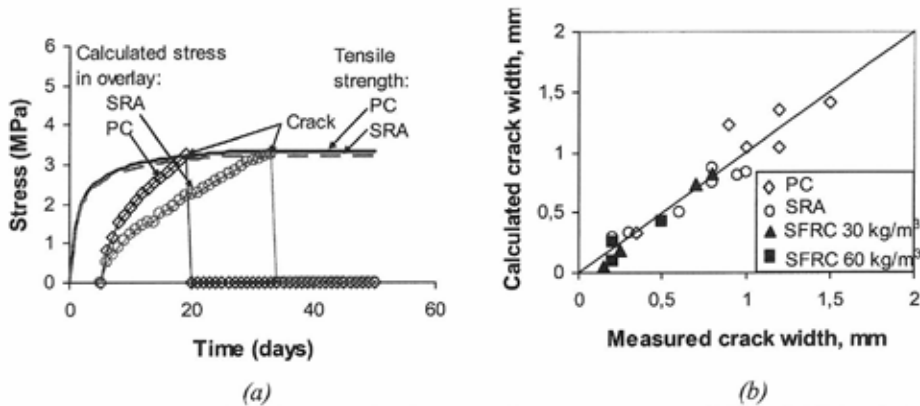 Calculated stress
in overlay:
SRA
PC
Tensile
strength:
PC
SRA
Crack
6
5
4
3
2
1
0
Stress (MPa)
0
20
40
60
Time (days)
(a)
2
1,5
1
0,5
0
Calculated crack width, mm
PC
SRA
SFRC 30 kg/m³
SFRC 60 kg/m³
0
0,5
1
1,5
2
Measured crack width, mm
(b)